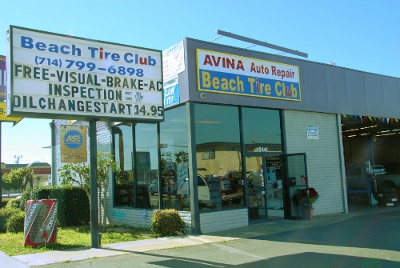 Beach Tire Club
(714) 799-6898
FREE-VISUAL-BRAKE-AC
INSPECTION
OILCHANGESTART14.95
AVINA Auto Repair
Beach Tire Club